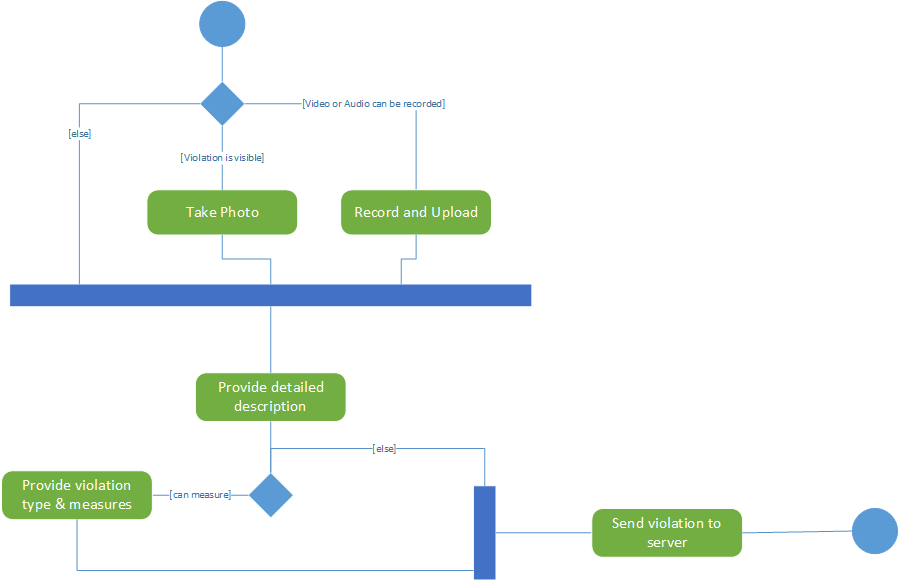 [Video or Audio can be recorded]
[else]
[Violation is visible]
Take Photo
Record and Upload
Provide detailed
description
[else]
Provide violation
type & measures
[can measure]
Send violation to
server